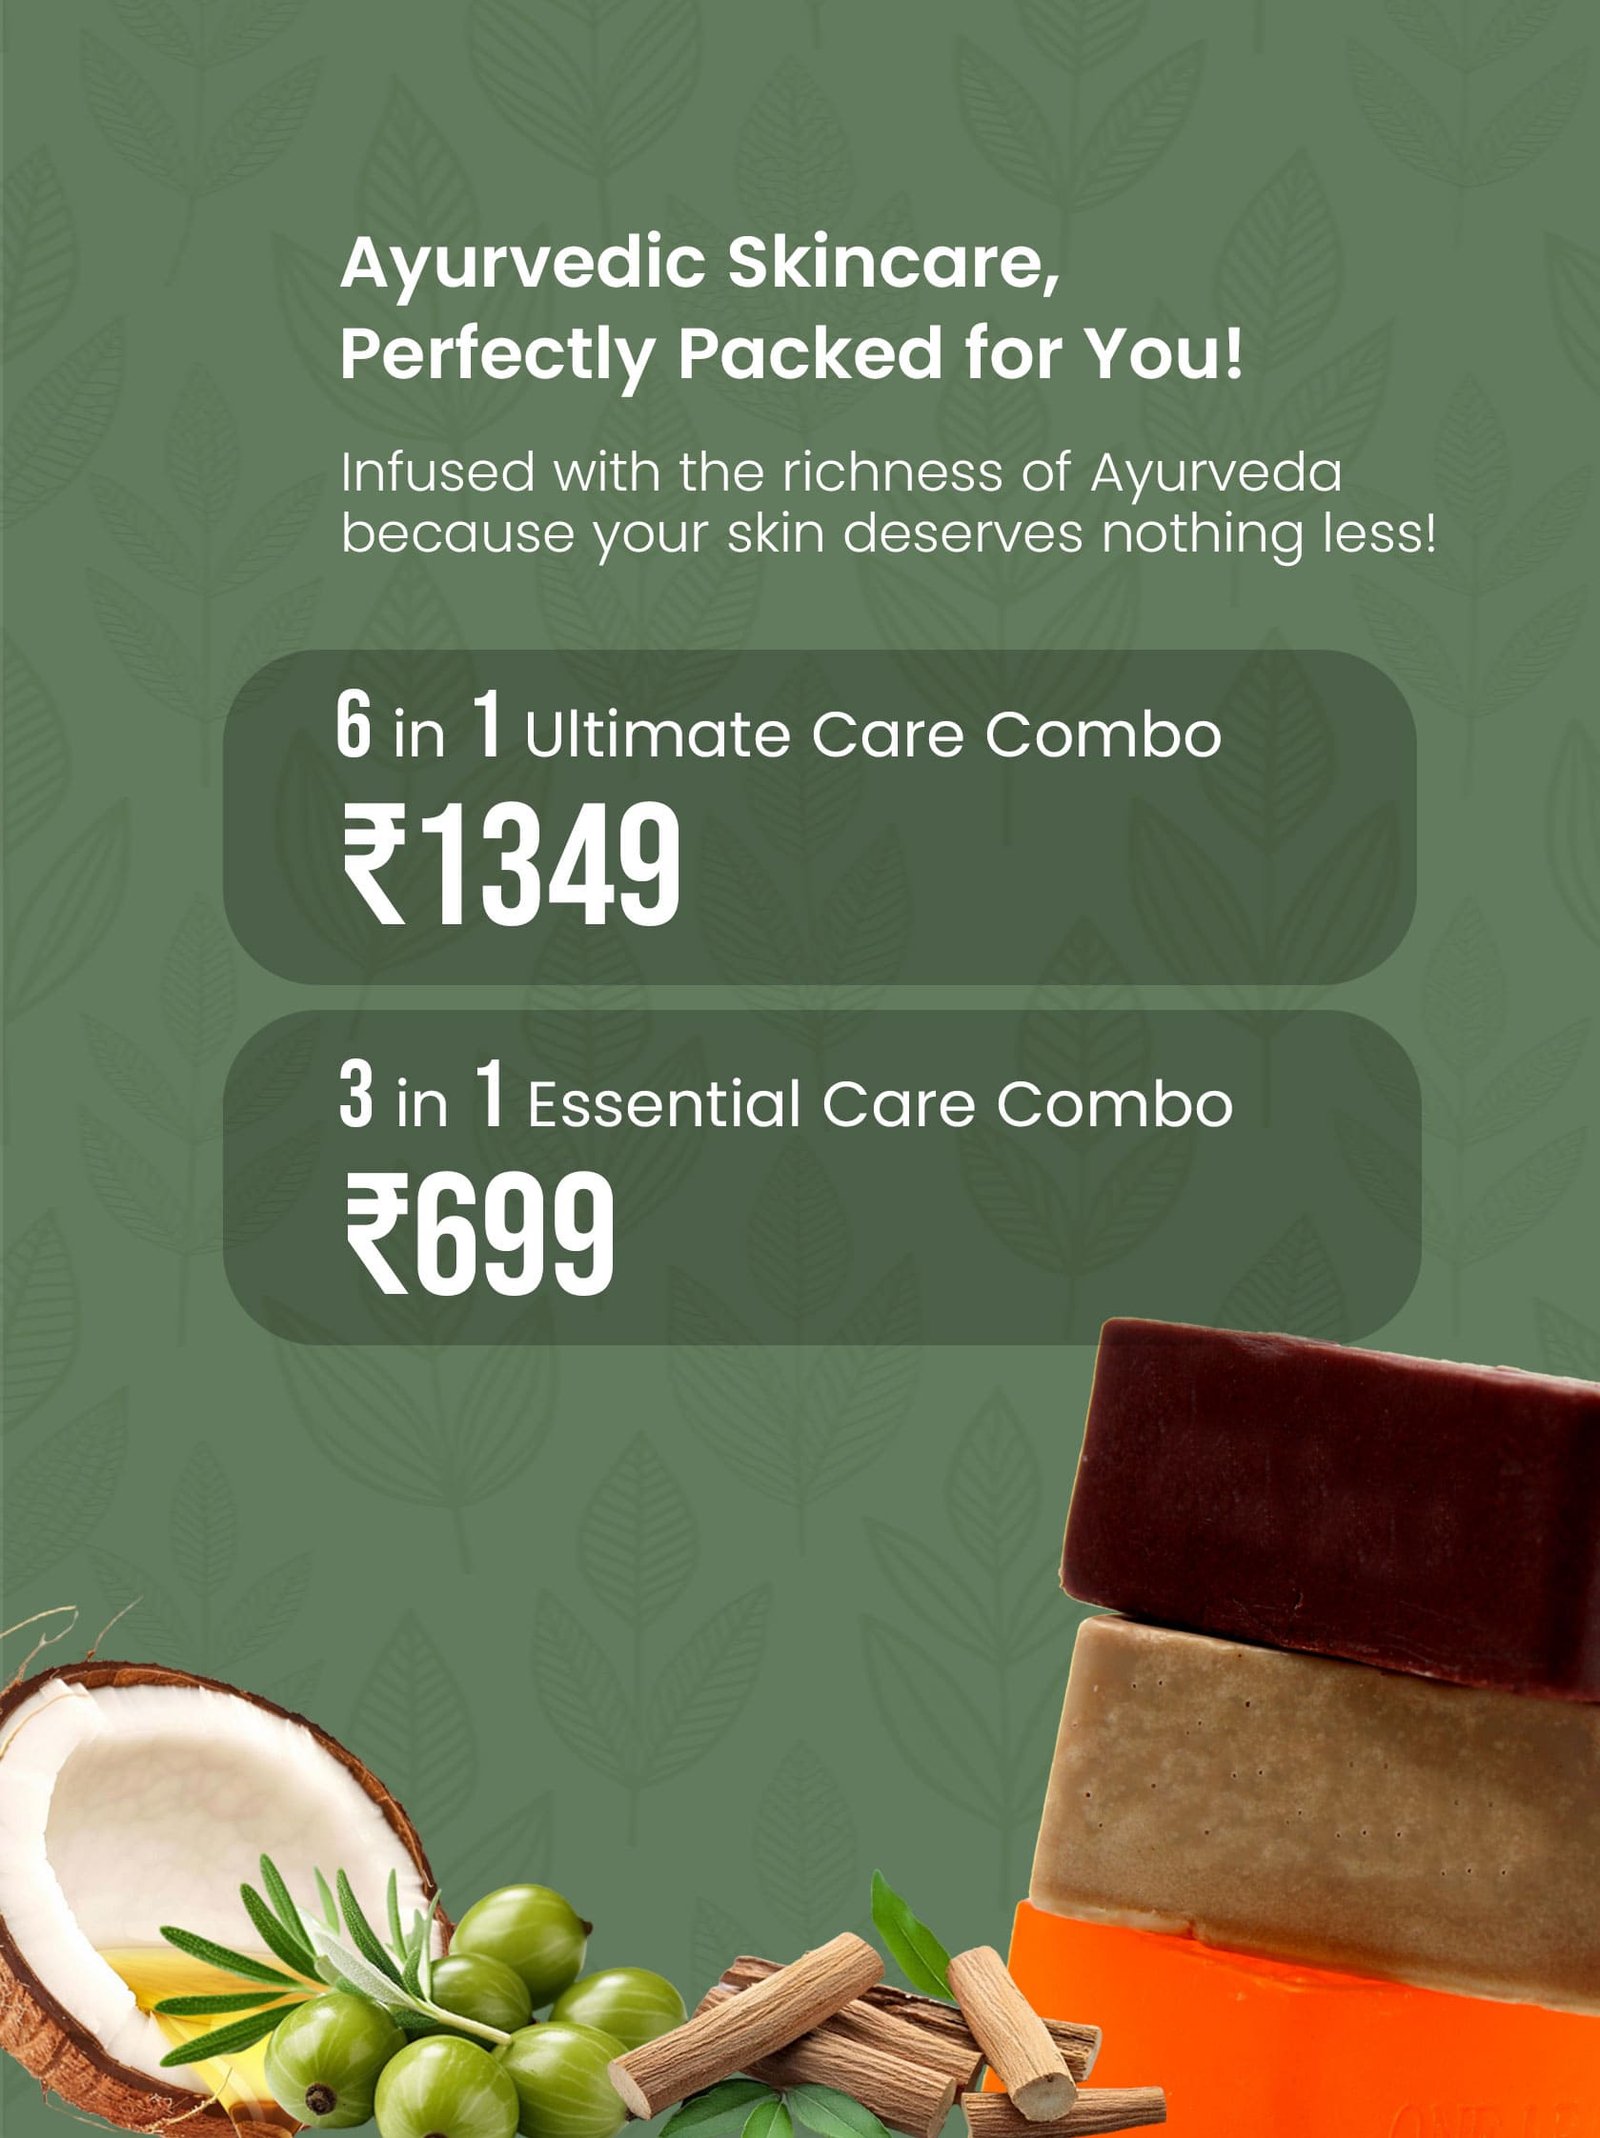 Ayurvedic Skincare,
Perfectly Packed for You!
Infused with the richness of Ayurveda
because your skin deserves nothing less!
6 in 1 Ultimate Care Combo
₹1349
3 in 1 Essential Care Combo
₹699